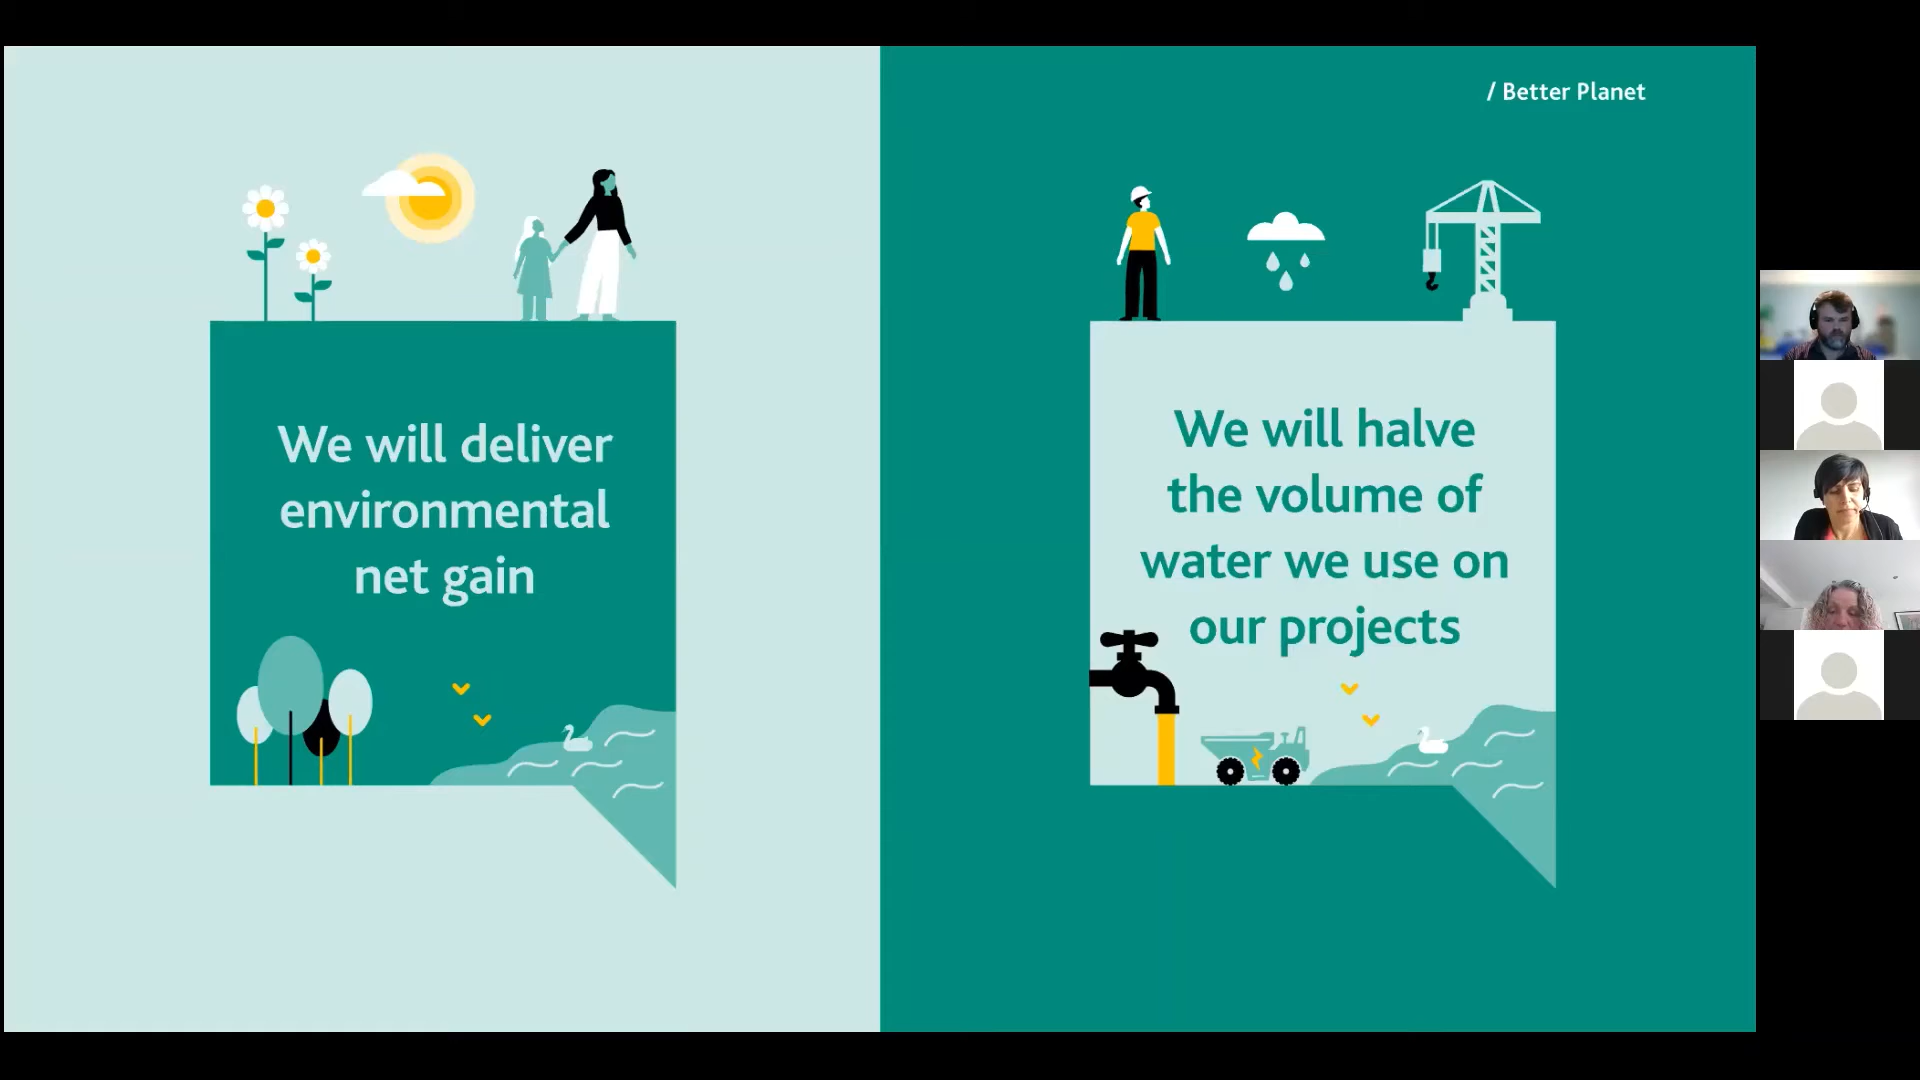 / Better Planet
We will deliver
environmental
net gain
We will halve
the volume of
water we use on
our projects